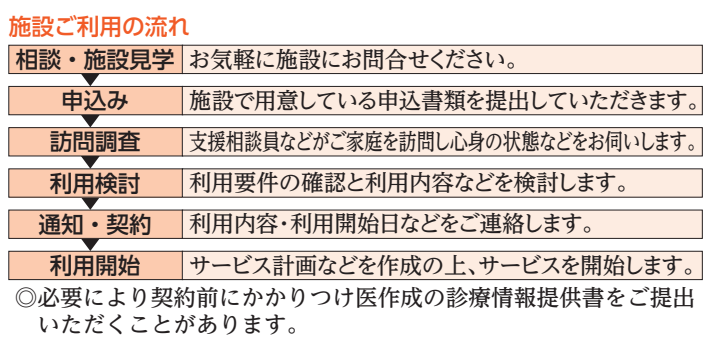 施設ご利用の流れ
相談・施設見学 お気軽に施設にお問合せください。
申込み 施設で用意している申込書類を提出していただきます。
訪問調査 支援相談員などがご家庭を訪問し心身の状態などをお伺いします。
利用検討 利用要件の確認と利用内容などを検討します。
通知・契約 利用内容・利用開始日などをご連絡します。
利用開始 サービス計画などを作成の上、サービスを開始します。
◎必要により契約前にかかりつけ医作成の診療情報提供書をご提出
いただくことがあります。